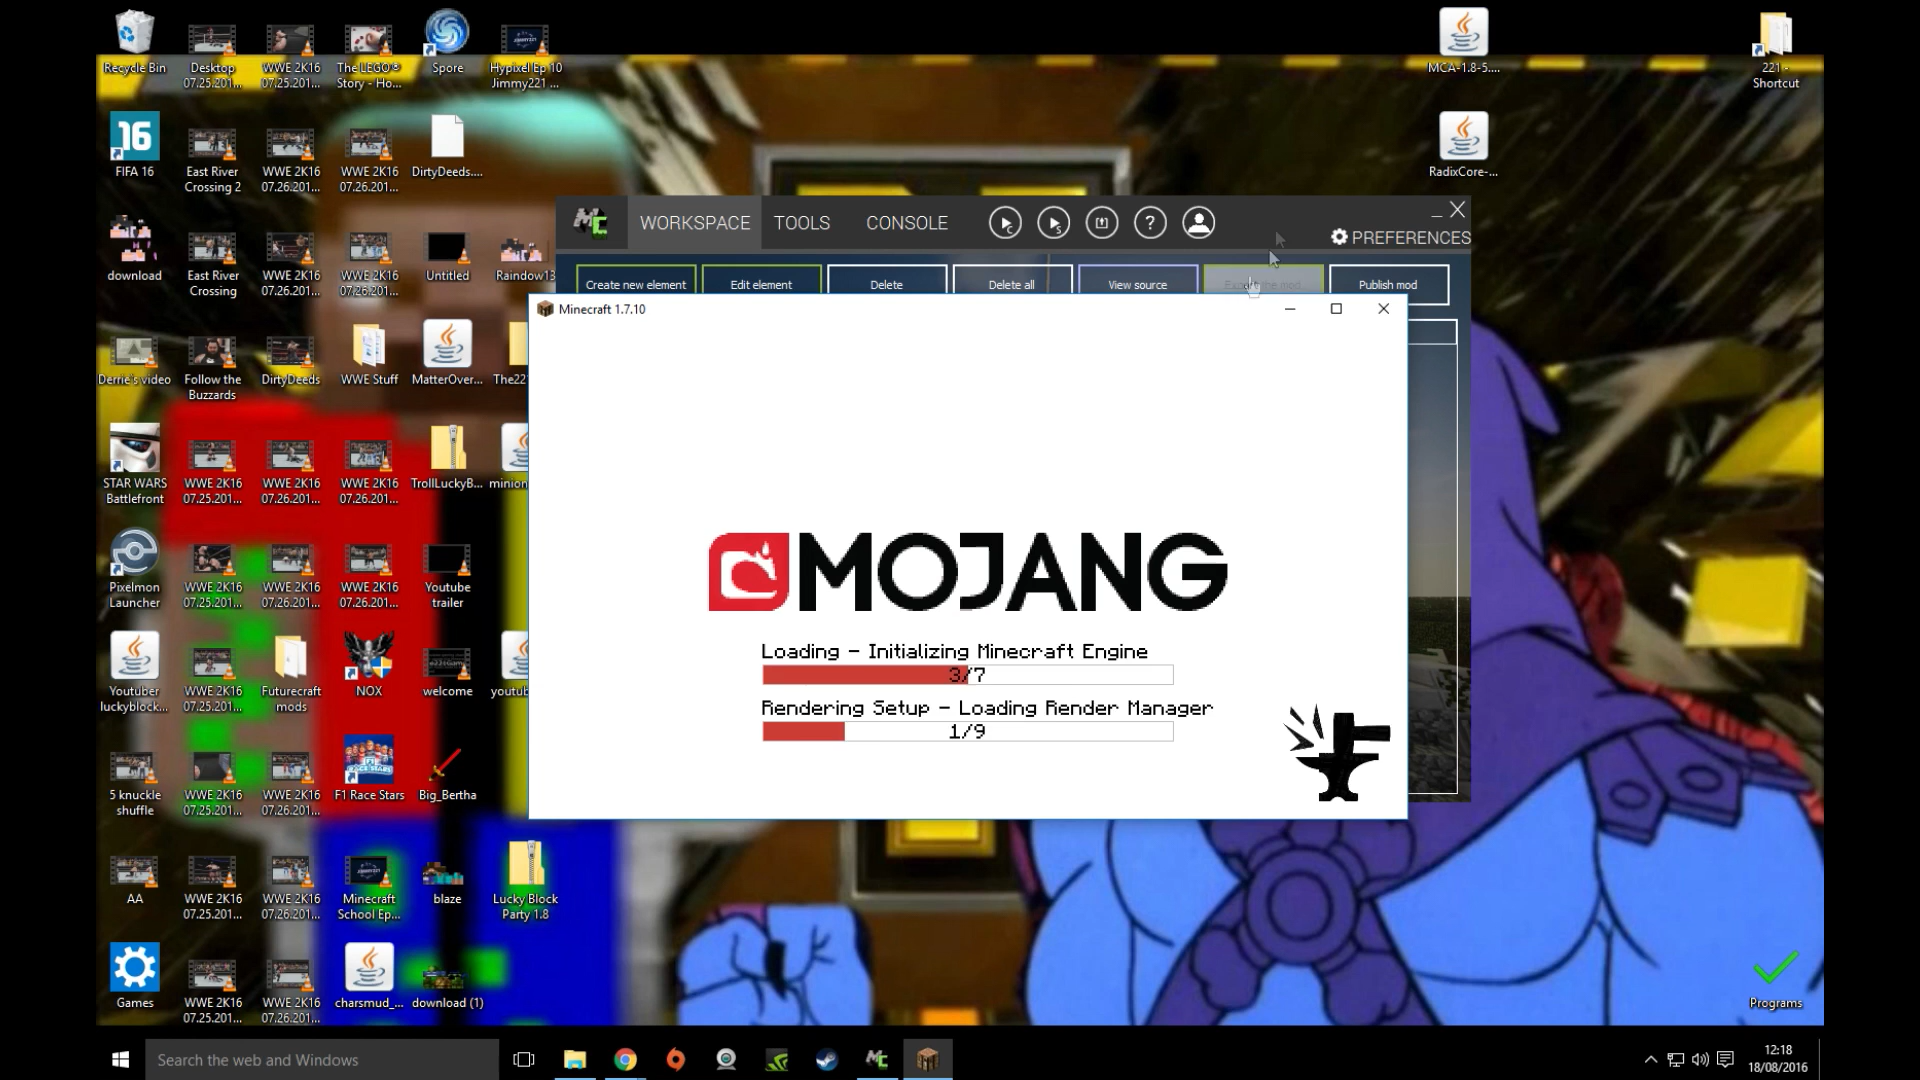 Recycle Bin
Desktop
07.25.201...
WWE 2K16
07.25.201...
The LEGO®
Story - Ho...
Spore
Hypixel Ep 10
Jimmy221 ...
MCA-1.8-5....
221 -
Shortcut
16
FIFA 16
East River
Crossing 2
WWE 2K16
07.26.201...
WWE 2K16
07.26.201...
DirtyDeeds....
RadixCore-...
WORKSPACE
TOOLS
CONSOLE
?
PREFERENCES
download
East River
Crossing
WWE 2K16
07.26.201...
WWE 2K16
07.26.201...
Untitled
Raindow13
Create new element
Edit element
Delete
Delete all
View source
Publish mod
Minecraft 1.7.10
Derrie's video
Follow the
Buzzards
DirtyDeeds
WWE Stuff
MatterOver...
The221
STAR WARS
Battlefront
WWE 2K16
07.25.201...
WWE 2K16
07.26.201...
WWE 2K16
07.26.201...
TrollLuckyB...
minion
MOJANG
Loading - Initializing Minecraft Engine
3/7
Rendering Setup - Loading Render Manager
1/9
Pixelmon
Launcher
WWE 2K16
07.25.201...
WWE 2K16
07.26.201...
WWE 2K16
07.26.201...
Youtube
trailer
Youtuber
luckyblock...
WWE 2K16
07.25.201...
Futurecraft
mods
NOX
welcome
youtub
5 knuckle
shuffle
WWE 2K16
07.25.201...
WWE 2K16
07.26.201...
F1 Race Stars
Big_Bertha
AA
WWE 2K16
07.25.201...
WWE 2K16
07.26.201...
Minecraft
School Ep...
blaze
Lucky Block
Party 1.8
Games
WWE 2K16
07.25.201...
WWE 2K16
07.26.201...
charsmud_...
download (1)
Programs
Search the web and Windows
12:18
18/08/2016